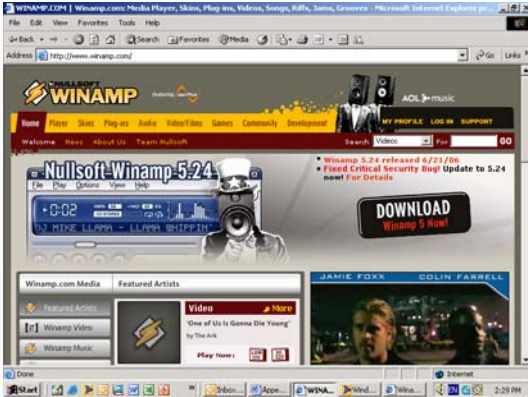 WINAMP.COM | Winamp.com: Media Player, Skins, Plug-ins, Videos, Songs, Riffs, Jams, Grooves - Microsoft Internet Explorer pr...
File Edit View Favorites Tools Help
Back Search Favorites Media
Address http://www.winamp.com/ Go Links
NULLSOFT
WINAMP
AOL music
Home Player Skins Plug-ins Audio Video/Films Games Community Development MY PROFILE LOG IN SUPPORT
Welcome News About Us Team Nullsoft Search Videos For GO
Nullsoft Winamp 5.24
File Play Options View Help
0:02
DJ MIKE LLAMA - LLAMA WHIPPIN'
Winamp 5.24 released 6/21/06
Fixed Critical Security Bug! Update to 5.24
now! For Details
DOWNLOAD
Winamp 5 Now!
JAMIE FOXX COLIN FARRELL
Winamp.com Media Featured Artists
Featured Artists
Winamp Video
Winamp Music
Video More
'One of Us Is Gonna Die Young'
by The Ark
Play Now:
Done Internet
Start Inbox... Appe... WINA... Wind... Wina... EN 2:29 PM